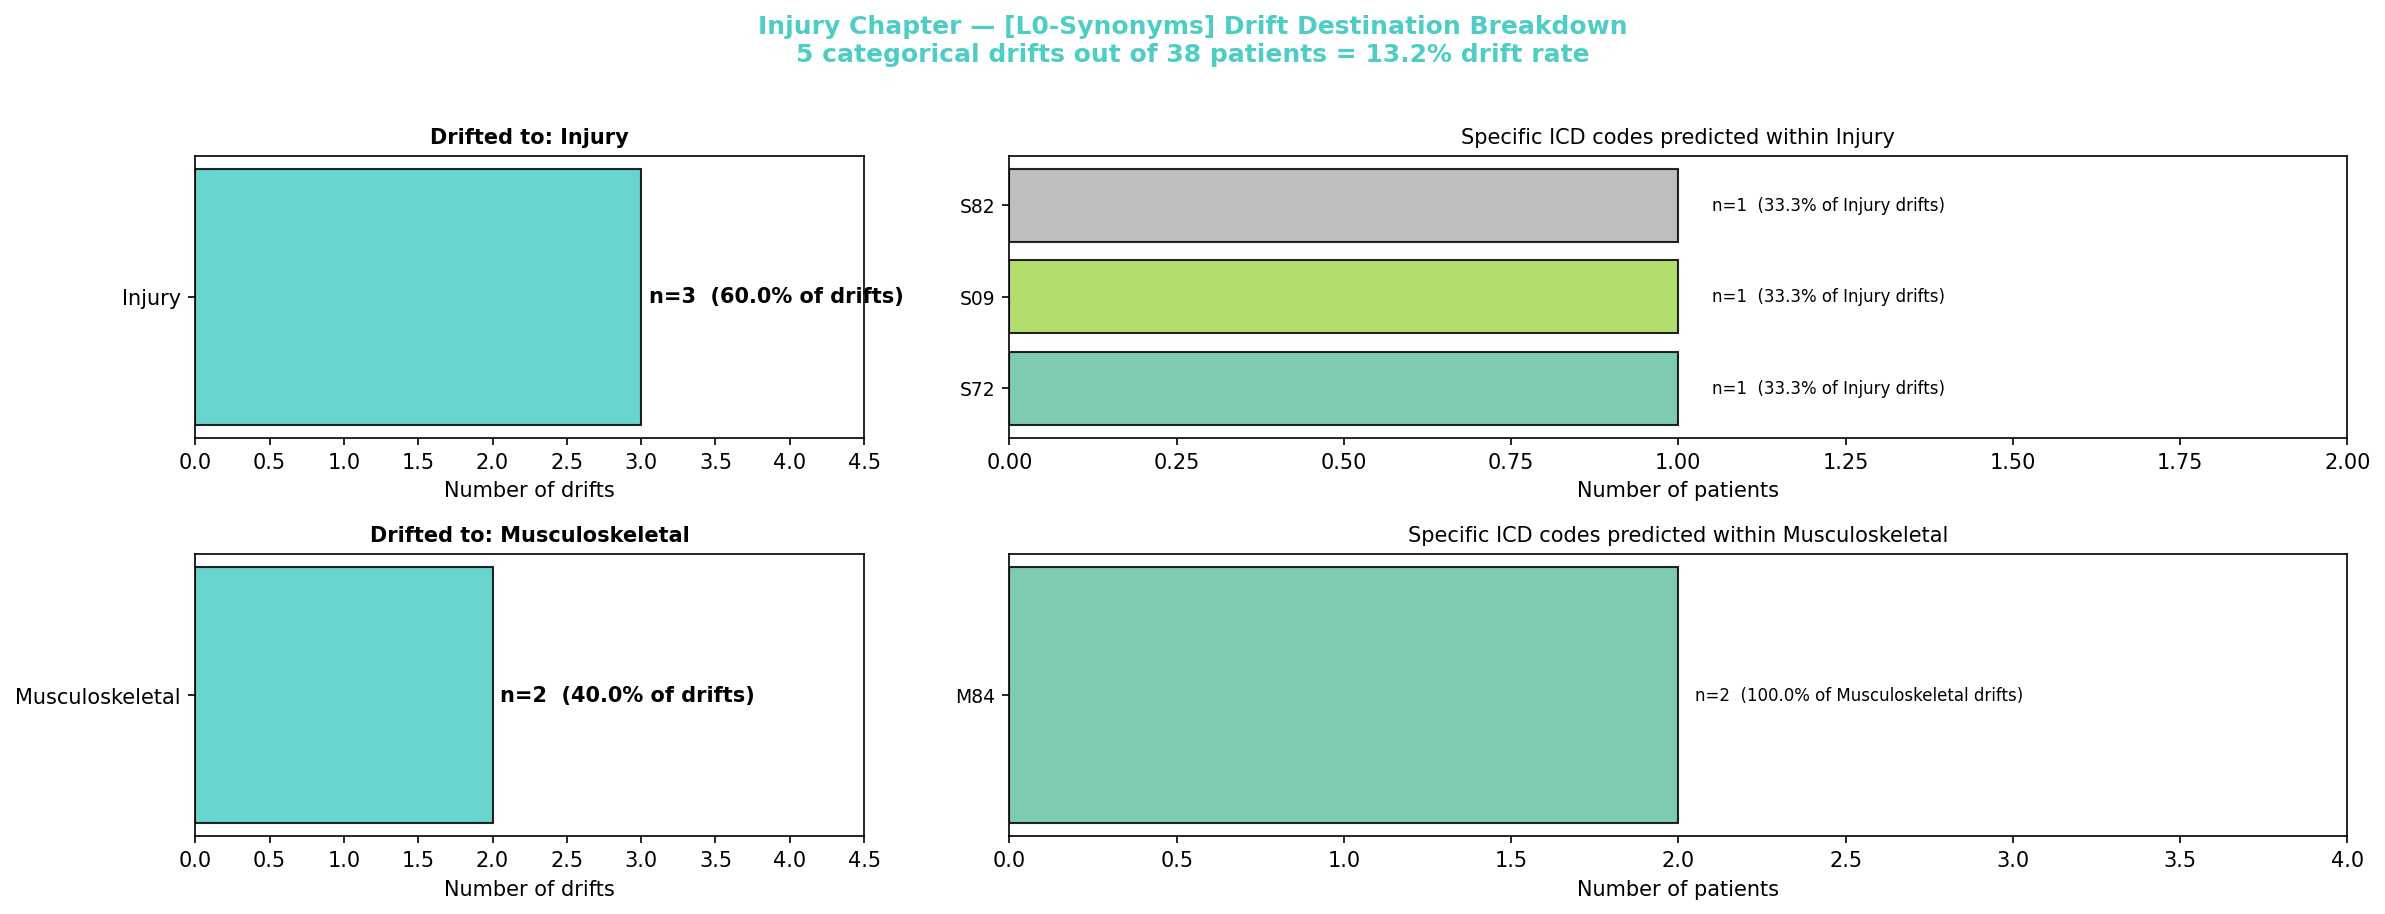 Injury Chapter — [L0-Synonyms] Drift Destination Breakdown
5 categorical drifts out of 38 patients = 13.2% drift rate
Drifted to: Injury
Injury
n=3 (60.0% of drifts)
0.0 0.5 1.0 1.5 2.0 2.5 3.0 3.5 4.0 4.5
Number of drifts
Specific ICD codes predicted within Injury
S82
n=1 (33.3% of Injury drifts)
S09
n=1 (33.3% of Injury drifts)
S72
n=1 (33.3% of Injury drifts)
0.00 0.25 0.50 0.75 1.00 1.25 1.50 1.75 2.00
Number of patients
Drifted to: Musculoskeletal
Musculoskeletal
n=2 (40.0% of drifts)
0.0 0.5 1.0 1.5 2.0 2.5 3.0 3.5 4.0 4.5
Number of drifts
Specific ICD codes predicted within Musculoskeletal
M84
n=2 (100.0% of Musculoskeletal drifts)
0.0 0.5 1.0 1.5 2.0 2.5 3.0 3.5 4.0
Number of patients